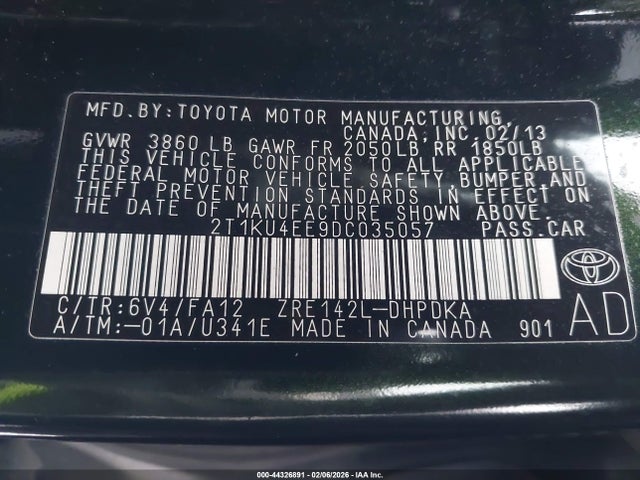 MFD.BY:TOYOTA MOTOR MANUFACTURING,
CANADA,INC. 02/13
GVWR 3860 LB GAWR FR 2050LB RR 1850LB
THIS VEHICLE CONFORMS TO ALL APPLICABLE
FEDERAL MOTOR VEHICLE SAFETY,BUMPER,AND
THEFT PREVENTION STANDARDS IN EFFECT ON
THE DATE OF MANUFACTURE SHOWN ABOVE.
2T1KU4EE9DC035057 PASS.CAR
C/TR:6V4/FA12 ZRE142L-DHPDKA
A/TM:-01A/U341E MADE IN CANADA 901
AD
000-44326891 - 02/06/2026 - IAA Inc.